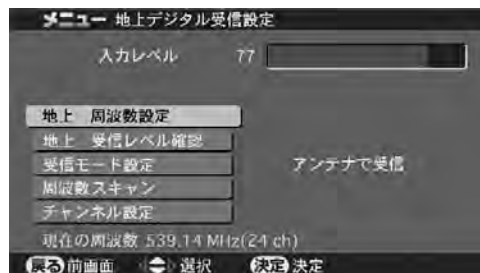 メニュー 地上デジタル受信設定
入力レベル 77
地上 周波数設定
地上 受信レベル確認
受信モード設定 アンテナで受信
周波数スキャン
チャンネル設定
現在の周波数 539.14 MHz(24 ch)
戻る 前画面 選択 決定 決定